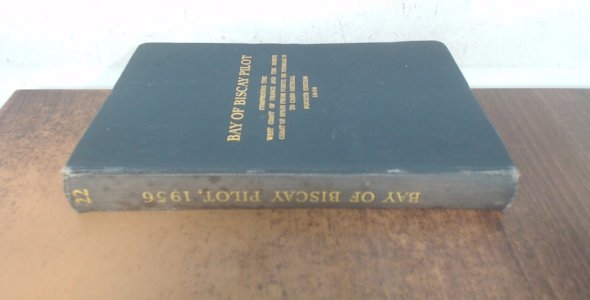 BAY OF BISCAY PILOT
COMPRISING THE
WEST COAST OF FRANCE AND THE NORTH
COAST OF SPAIN FROM POINTE DE PENMARC'H
TO CABO ORTEGAL
FOURTH EDITION
1956
BAY OF BISCAY PILOT, 1956
22